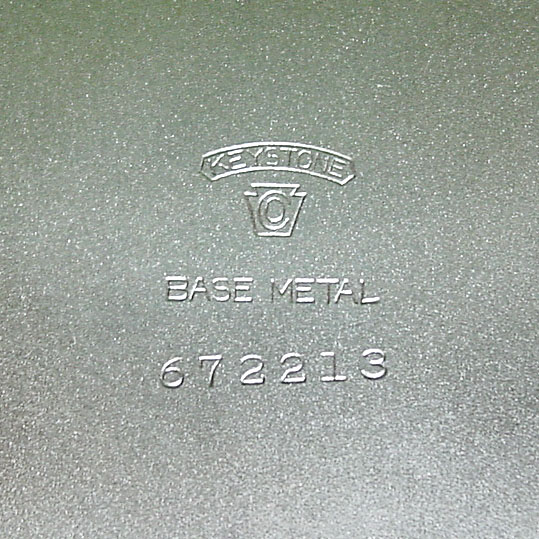 KEYSTONE
C
BASE METAL
672213